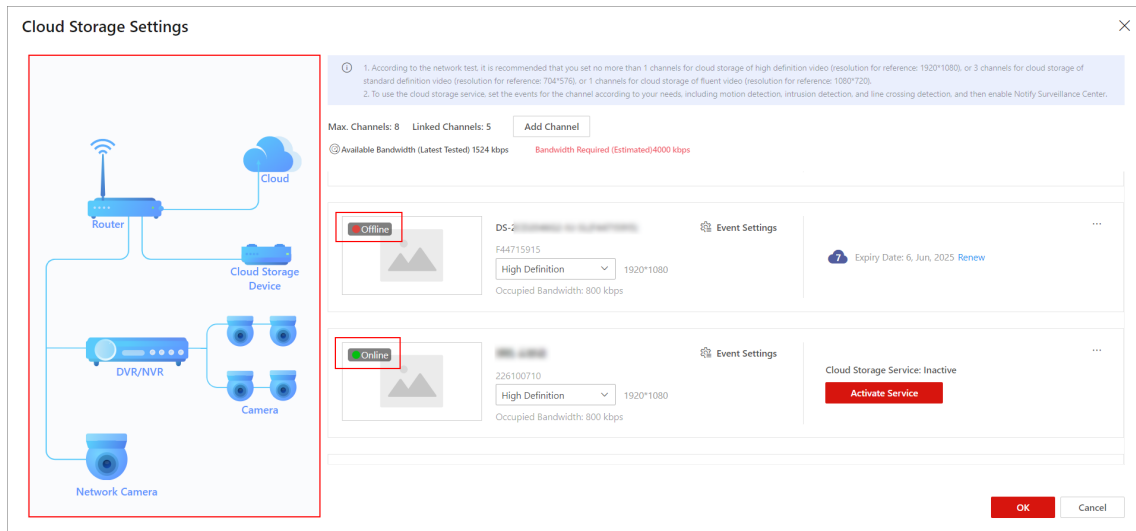 Cloud Storage Settings
1. According to the network test, it is recommended that you set no more than 1 channels for cloud storage of high definition video (resolution for reference: 1920*1080), or 3 channels for cloud storage of
standard definition video (resolution for reference: 704*576), or 1 channels for cloud storage of fluent video (resolution for reference: 1080*720).
2. To use the cloud storage service, set the events for the channel according to your needs, including motion detection, intrusion detection, and line crossing detection, and then enable Notify Surveillance Center.
Max. Channels: 8 Linked Channels: 5 Add Channel
Available Bandwidth (Latest Tested) 1524 kbps Bandwidth Required (Estimated)4000 kbps
Cloud
Router
Cloud Storage
Device
DVR/NVR
Camera
Network Camera
Offline
DS-2
Event Settings
F44715915
High Definition 1920*1080
Occupied Bandwidth: 800 kbps
7 Expiry Date: 6, Jun, 2025 Renew
Online
Event Settings
226100710
High Definition 1920*1080
Occupied Bandwidth: 800 kbps
Cloud Storage Service: Inactive
Activate Service
OK Cancel